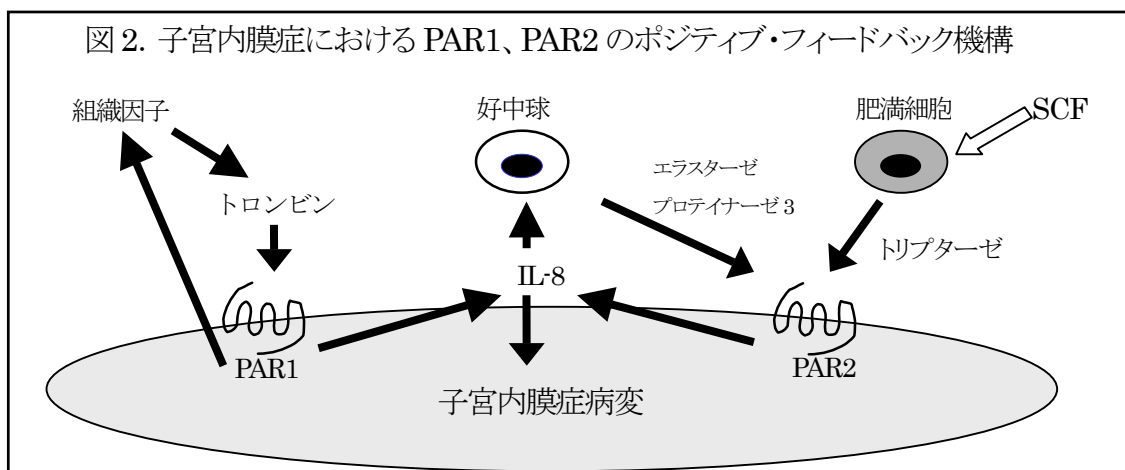 図 2. 子宮内膜症における PAR1、PAR2 のポジティブ・フィードバック機構
組織因子
好中球
肥満細胞
SCF
エラスターゼ
プロテイナーゼ 3
トロンビン
トリプターゼ
IL-8
PAR1
PAR2
子宮内膜症病変